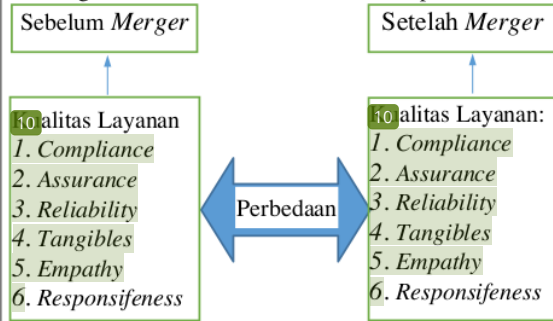 Sebelum Merger
Setelah Merger
10 alitas Layanan
1. Compliance
2. Assurance
3. Reliability
4. Tangibles
5. Empathy
6. Responsifeness
Perbedaan
10 alitas Layanan:
1. Compliance
2. Assurance
3. Reliability
4. Tangibles
5. Empathy
6. Responsifeness